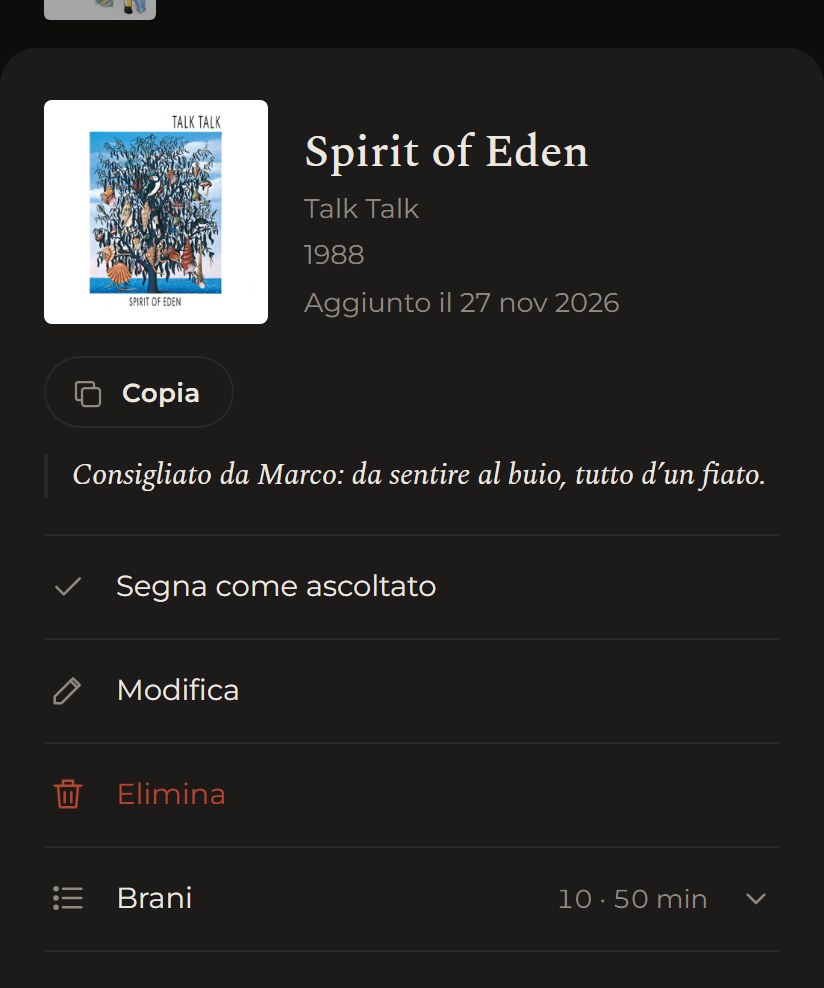 TALK TALK
SPIRIT OF EDEN
Spirit of Eden
Talk Talk
1988
Aggiunto il 27 nov 2026
Copia
Consigliato da Marco: da sentire al buio, tutto d’un fiato.
Segna come ascoltato
Modifica
Elimina
Brani 10 · 50 min